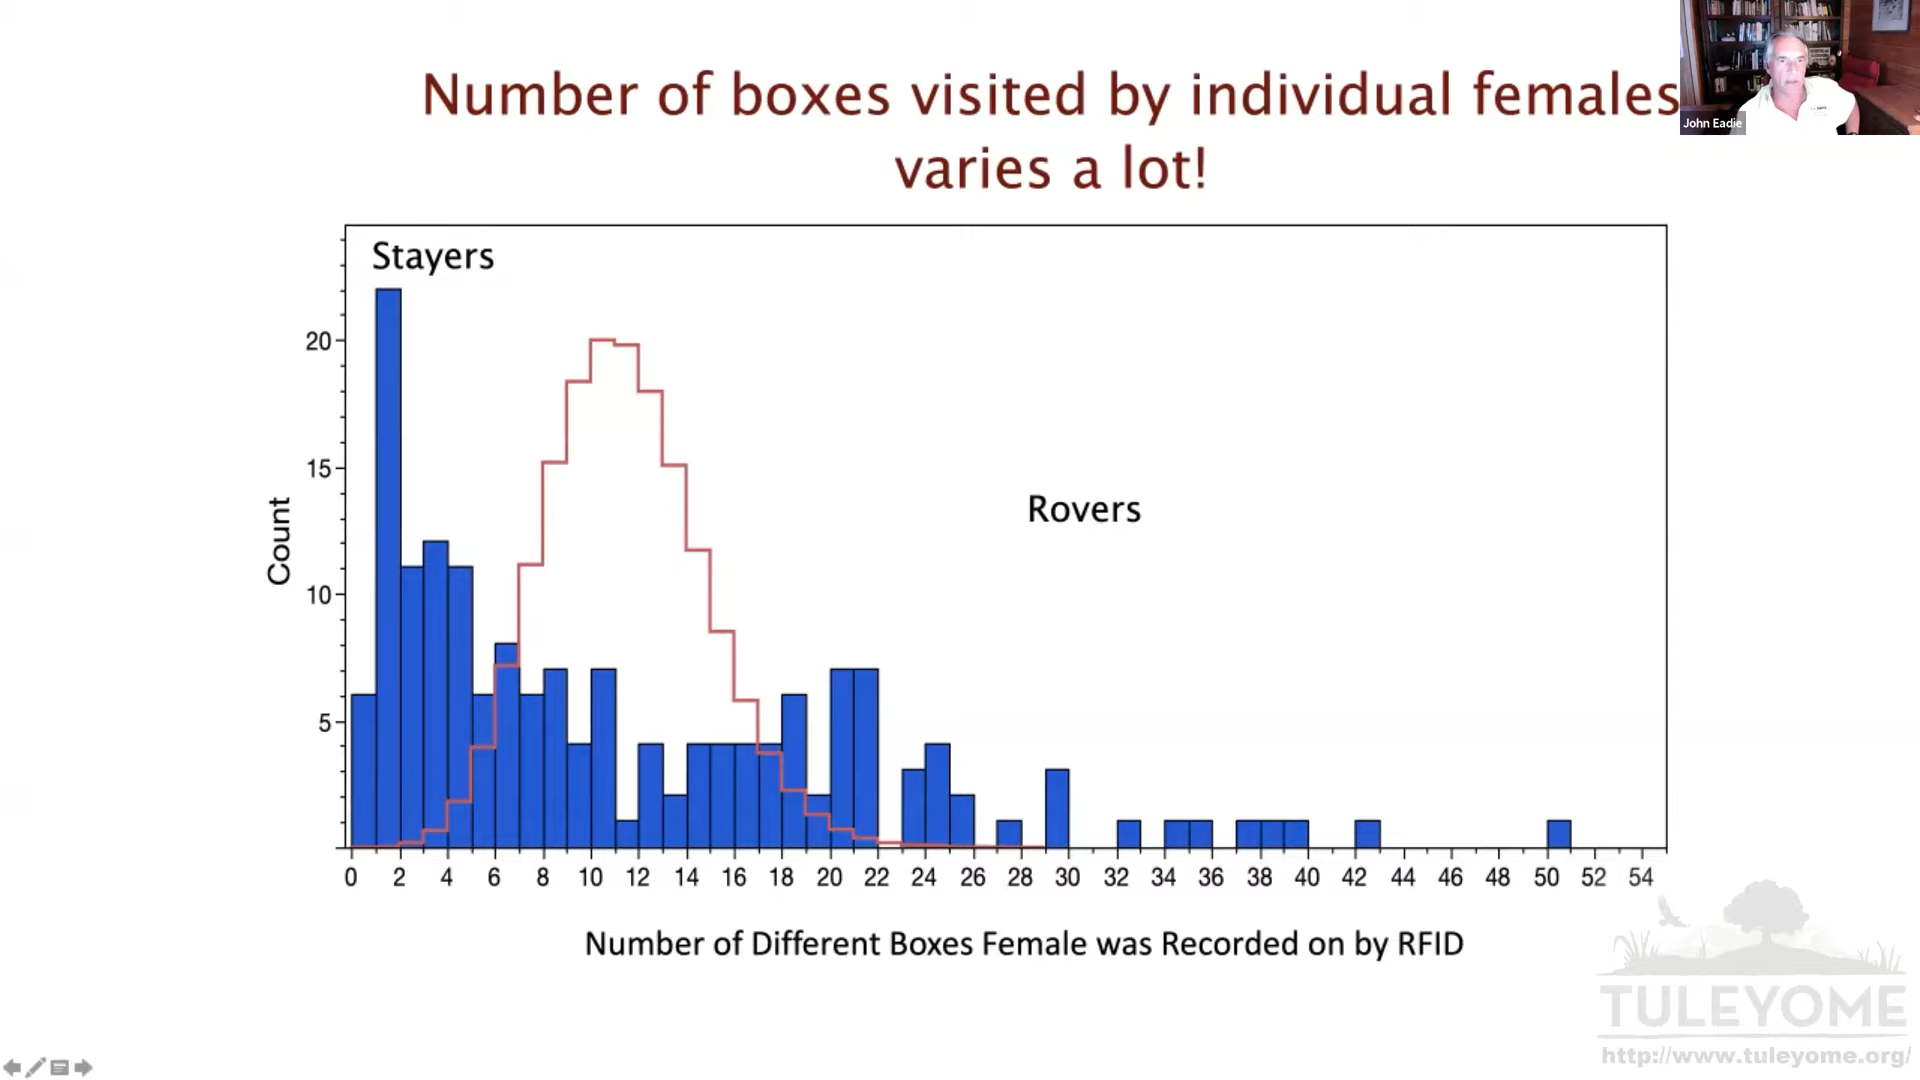 Number of boxes visited by individual females
varies a lot!
John Eadie
Stayers
Rovers
Count
20
15
10
5
0 2 4 6 8 10 12 14 16 18 20 22 24 26 28 30 32 34 36 38 40 42 44 46 48 50 52 54
Number of Different Boxes Female was Recorded on by RFID
TULEYOME
http://www.tuleyome.org/